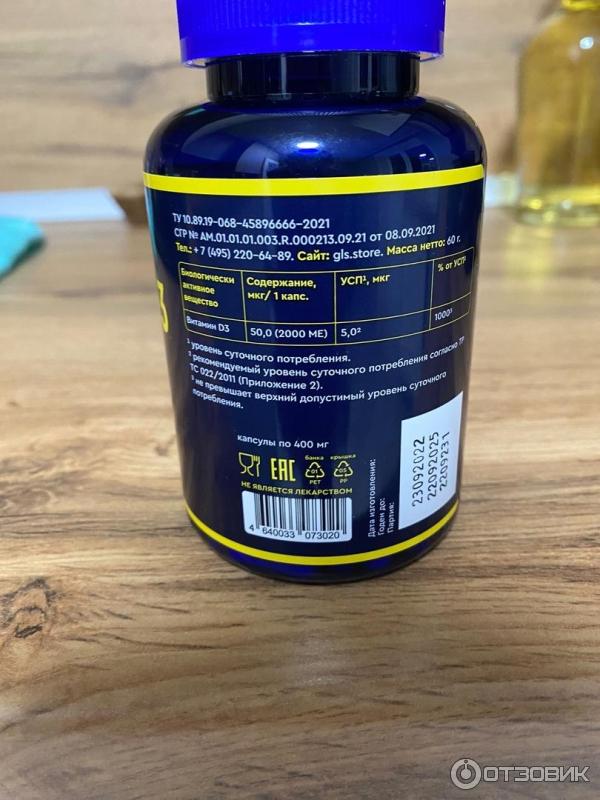 3
ТУ 10.89.19-068-45896666-2021
СГР № AM.01.01.01.003.R.000213.09.21 от 08.09.2021
Тел.: +7 (495) 220-64-89. Сайт: gls.store. Масса нетто: 60 г.
Биологически активное вещество
Содержание, мкг/ 1 капс.
УСП¹, мкг
% от УСП¹
Витамин D3
50,0 (2000 МЕ)
5,0²
1000³
¹ уровень суточного потребления.
² рекомендуемый уровень суточного потребления согласно ТР
ТС 022/2011 (Приложение 2).
³ не превышает верхний допустимый уровень суточного
потребления.
капсулы по 400 мг
банка крышка
EAC
01 05
PET PP
НЕ ЯВЛЯЕТСЯ ЛЕКАРСТВОМ
4 640033 073020
Дата изготовления:
Годен до:
Партия:
23092022
22092025
2209231
ОТЗОВИК